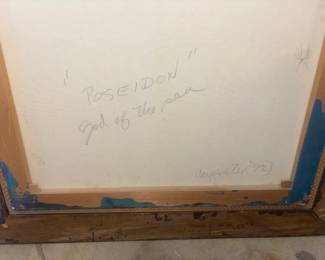 "POSEIDON"
god of the sea